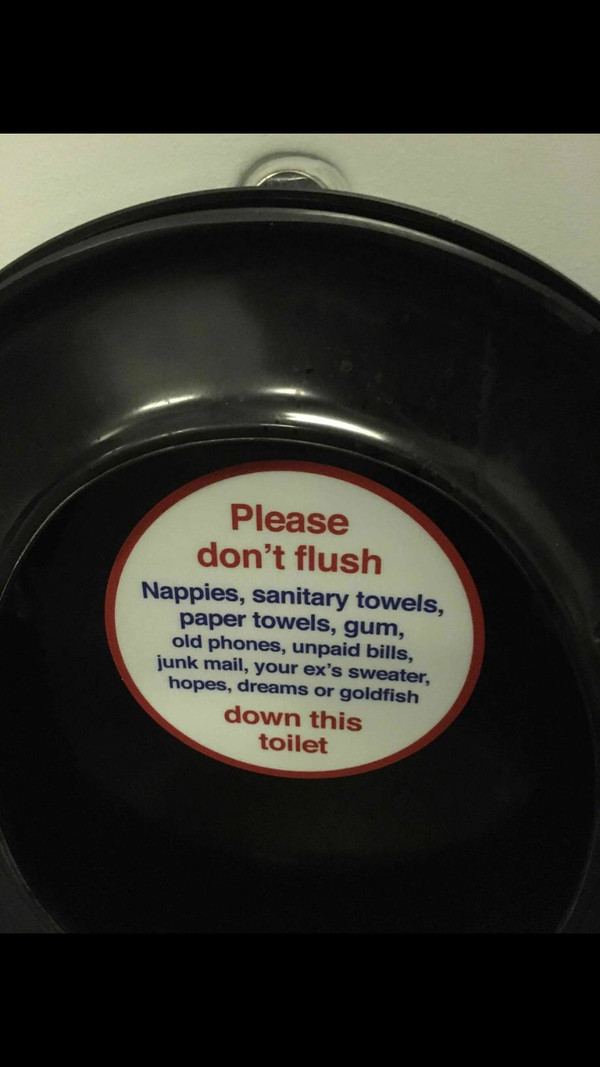 Please
don't flush
Nappies, sanitary towels,
paper towels, gum,
old phones, unpaid bills,
junk mail, your ex's sweater,
hopes, dreams or goldfish
down this
toilet